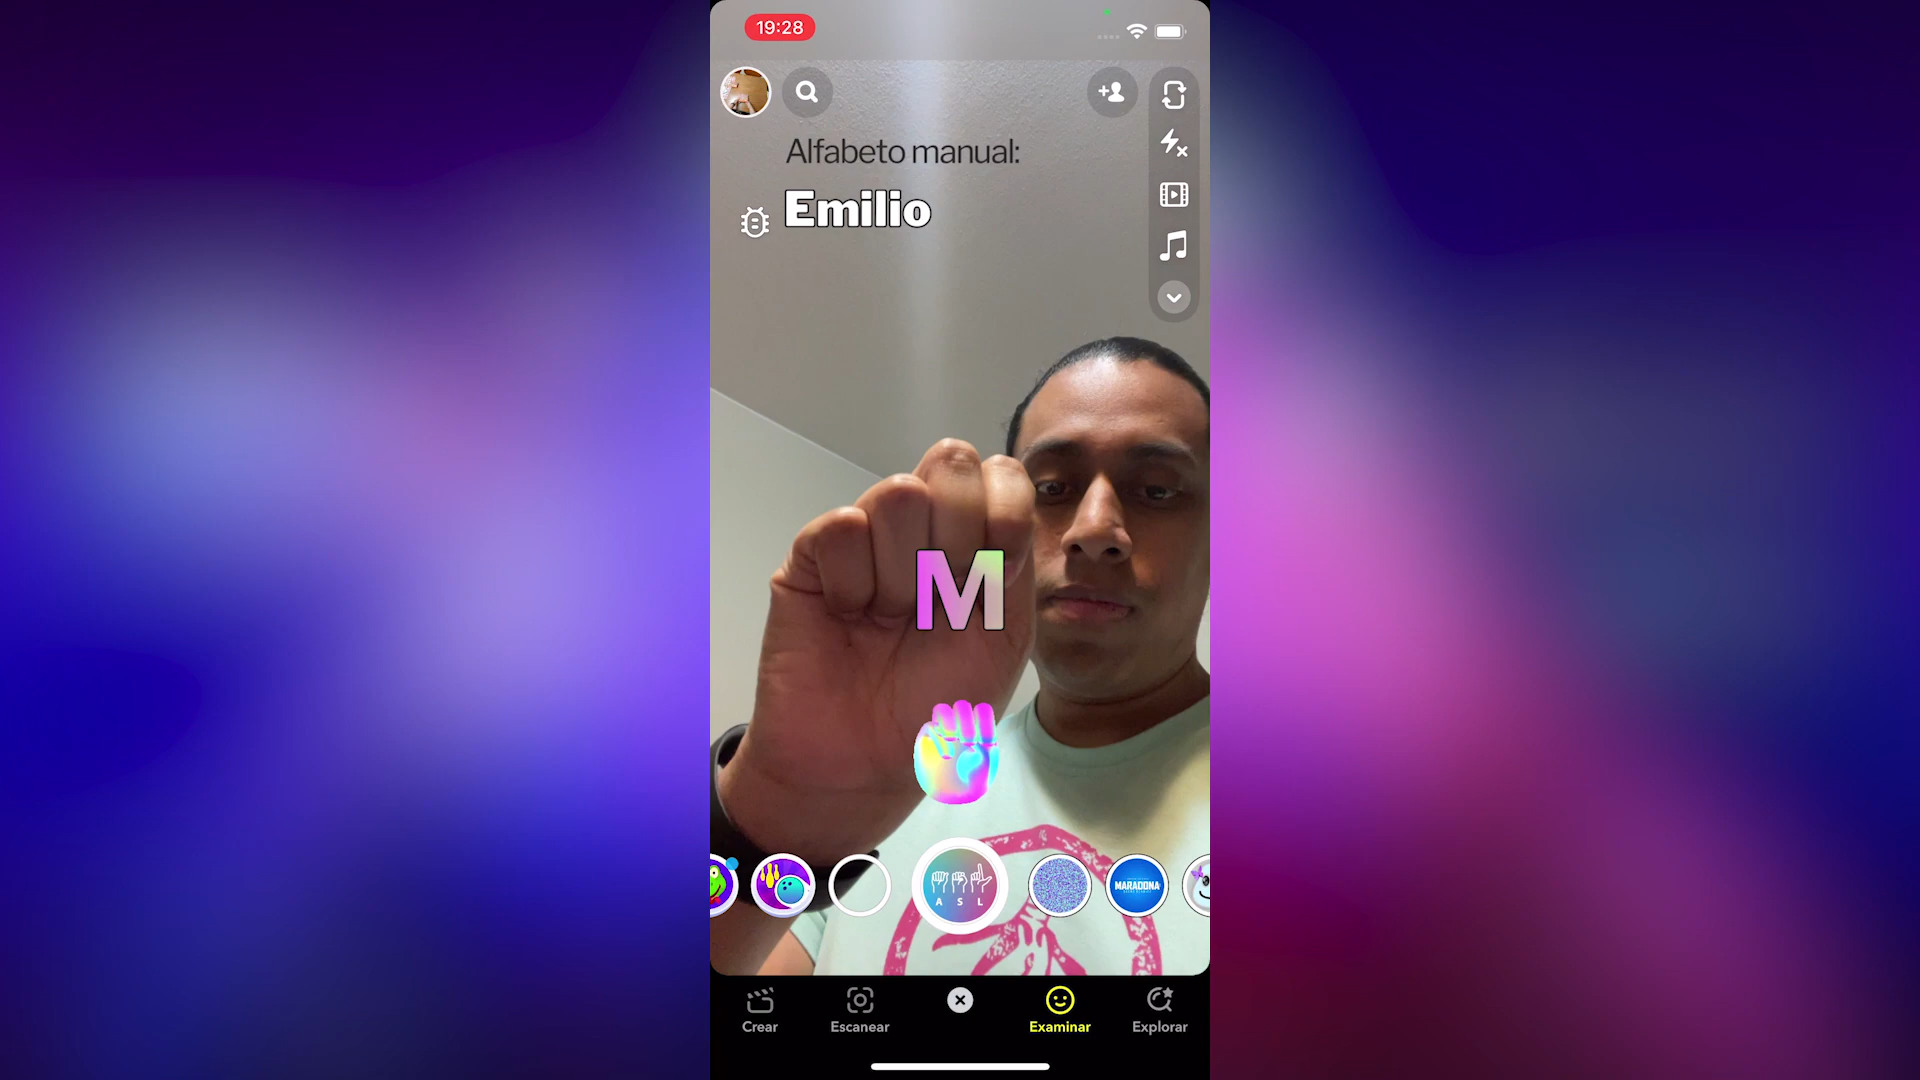 19:28
Alfabeto manual:
Emilio
M
A S L
MARADONA
Crear
Escanear
Examinar
Explorar